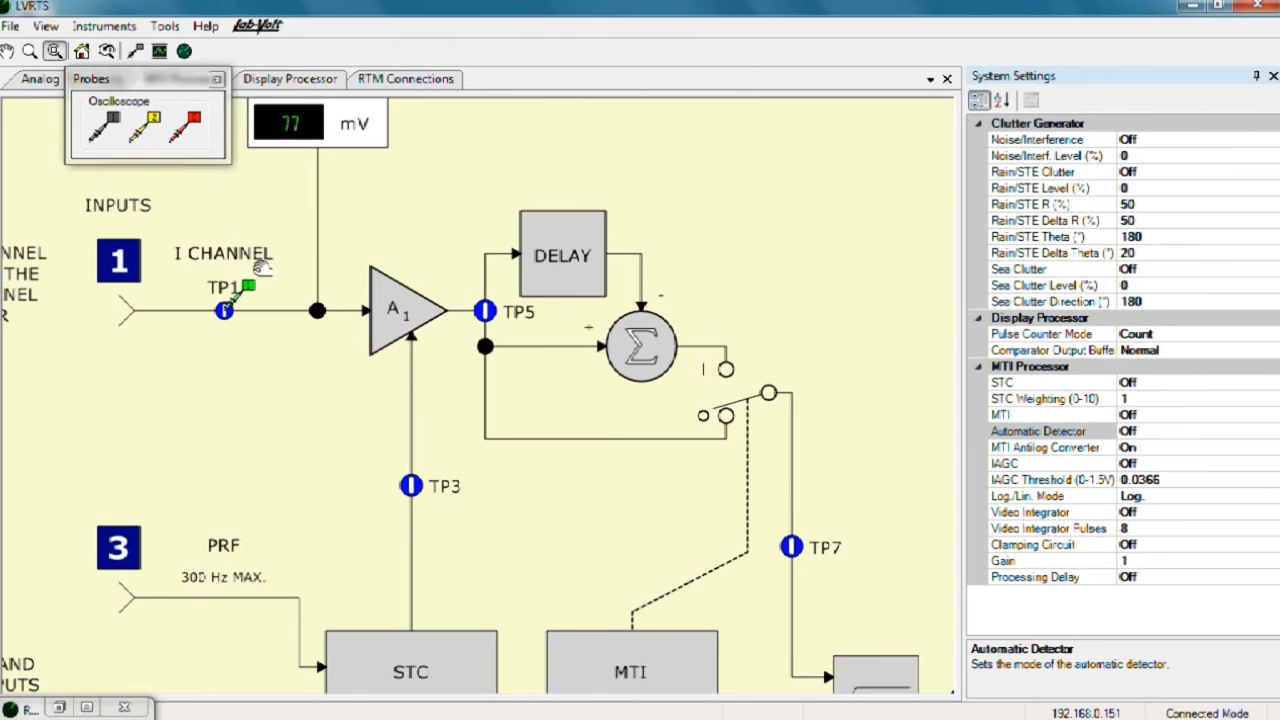 LVRTS
File View Instruments Tools Help Lab-Volt
Analog
Display Processor
RTM Connections
Probes
Oscilloscope
2
77 mV
INPUTS
1
I CHANNEL
TP1
NNEL
THE
NEL
R
A1
DELAY
TP5
-
+
Σ
I
O
TP3
TP7
3
PRF
300 Hz MAX.
STC
MTI
AND
PUTS
R...
System Settings
Clutter Generator
Noise/Interference Off
Noise/Interf. Level (%) 0
Rain/STE Clutter Off
Rain/STE Level (%) 0
Rain/STE R (%) 50
Rain/STE Delta R (%) 50
Rain/STE Theta (°) 180
Rain/STE Delta Theta (°) 20
Sea Clutter Off
Sea Clutter Level (%) 0
Sea Clutter Direction (°) 180
Display Processor
Pulse Counter Mode Count
Comparator Output Buffe Normal
MTI Processor
STC Off
STC Weighting (0-10) 1
MTI Off
Automatic Detector Off
MTI Antilog Converter On
IAGC Off
IAGC Threshold (0-1.5V) 0.0366
Log./Lin. Mode Log.
Video Integrator Off
Video Integrator Pulses 8
Clamping Circuit Off
Gain 1
Processing Delay Off
Automatic Detector
Sets the mode of the automatic detector.
192.168.0.151 Connected Mode